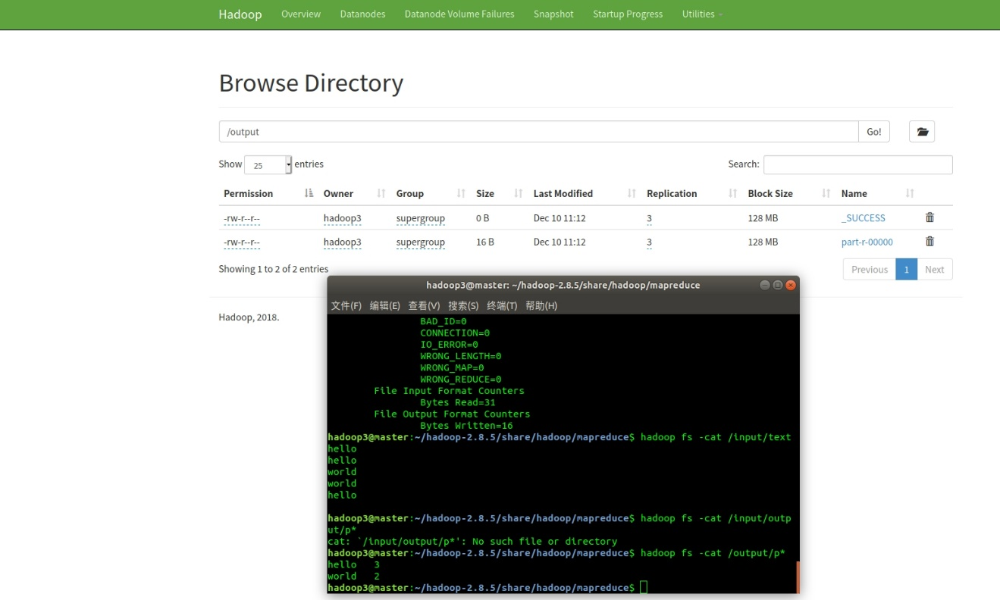 Hadoop Overview Datanodes Datanode Volume Failures Snapshot Startup Progress Utilities
Browse Directory
/output Go!
Show 25 entries Search:
Permission Owner Group Size Last Modified Replication Block Size Name
-rw-r--r-- hadoop3 supergroup 0 B Dec 10 11:12 3 128 MB _SUCCESS
-rw-r--r-- hadoop3 supergroup 16 B Dec 10 11:12 3 128 MB part-r-00000
Showing 1 to 2 of 2 entries Previous 1 Next
Hadoop, 2018.
hadoop3@master: ~/hadoop-2.8.5/share/hadoop/mapreduce
文件(F) 编辑(E) 查看(V) 搜索(S) 终端(T) 帮助(H)
BAD_ID=0
CONNECTION=0
IO_ERROR=0
WRONG_LENGTH=0
WRONG_MAP=0
WRONG_REDUCE=0
File Input Format Counters
Bytes Read=31
File Output Format Counters
Bytes Written=16
hadoop3@master:~/hadoop-2.8.5/share/hadoop/mapreduce$ hadoop fs -cat /input/text
hello
hello
world
world
hello
hadoop3@master:~/hadoop-2.8.5/share/hadoop/mapreduce$ hadoop fs -cat /input/outp
ut/p*
cat: `/input/output/p*': No such file or directory
hadoop3@master:~/hadoop-2.8.5/share/hadoop/mapreduce$ hadoop fs -cat /output/p*
hello 3
world 2
hadoop3@master:~/hadoop-2.8.5/share/hadoop/mapreduce$